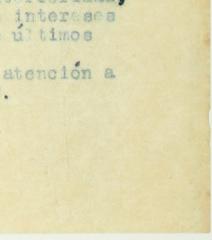 intereses
últimos
atención a
.